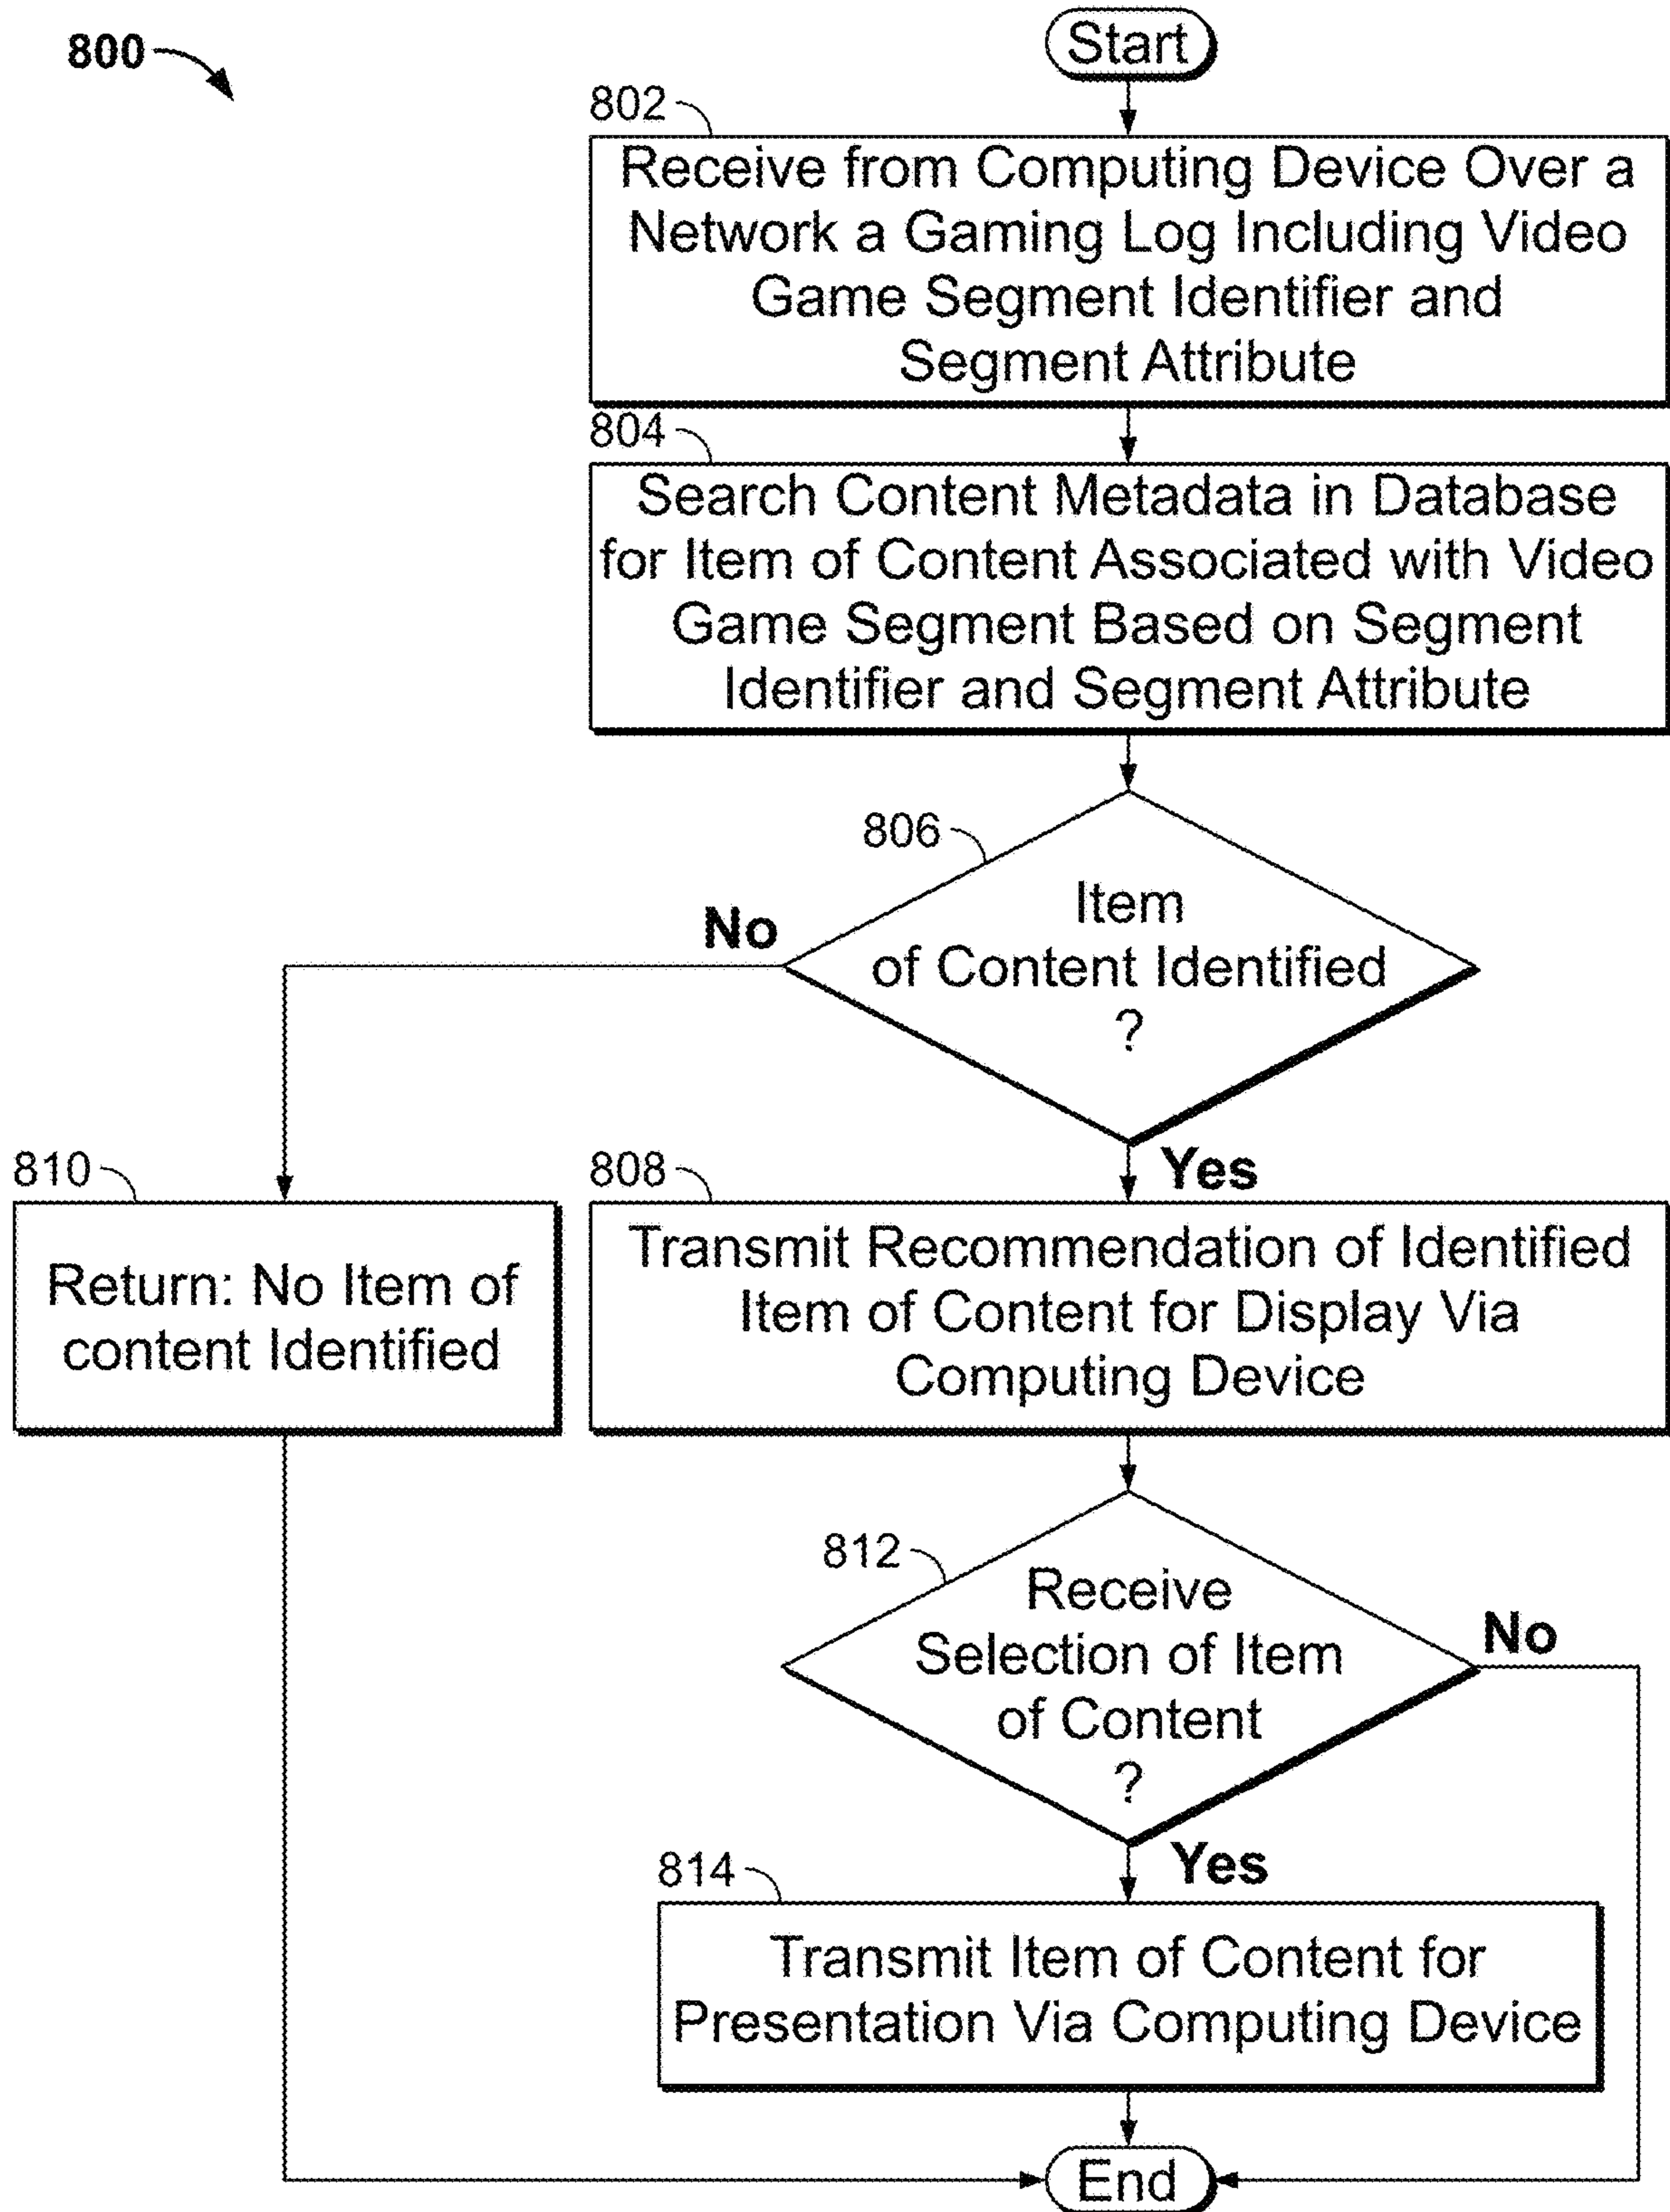 800
Start
802
Receive from Computing Device Over a
Network a Gaming Log Including Video
Game Segment Identifier and
Segment Attribute
804
Search Content Metadata in Database
for Item of Content Associated with Video
Game Segment Based on Segment
Identifier and Segment Attribute
806
Item
of Content Identified
?
No
Yes
810
Return: No Item of
content Identified
808
Transmit Recommendation of Identified
Item of Content for Display Via
Computing Device
812
Receive
Selection of Item
of Content
?
No
Yes
814
Transmit Item of Content for
Presentation Via Computing Device
End